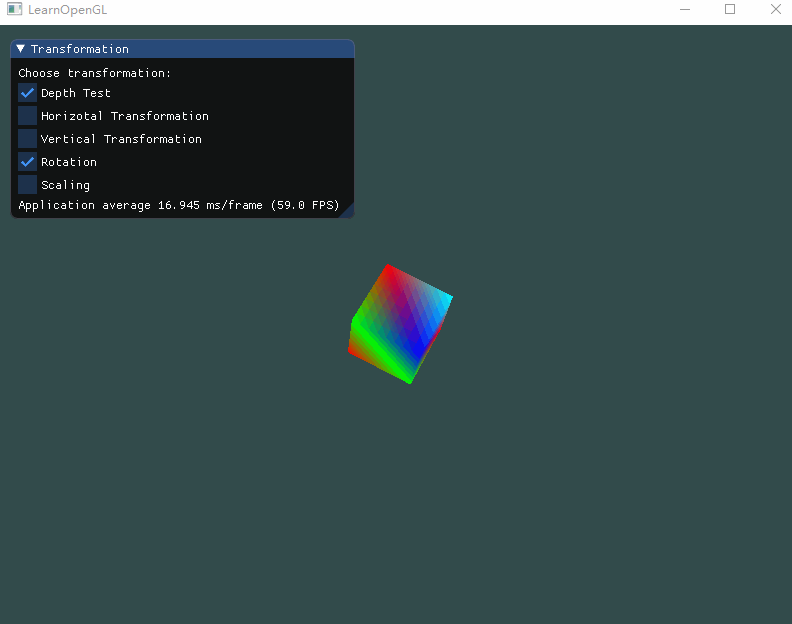 LearnOpenGL
Transformation
Choose transformation:
Depth Test
Horizotal Transformation
Vertical Transformation
Rotation
Scaling
Application average 16.945 ms/frame (59.0 FPS)